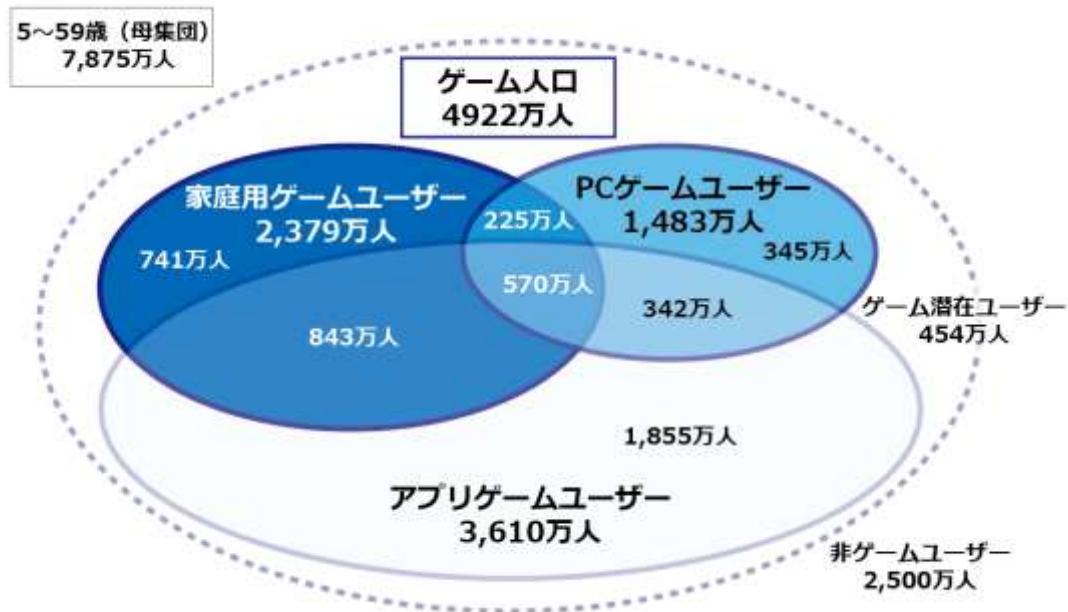 5～59歳（母集団）
7,875万人
ゲーム人口
4922万人
家庭用ゲームユーザー
2,379万人
PCゲームユーザー
1,483万人
225万人
741万人
345万人
570万人
342万人
ゲーム潜在ユーザー
454万人
843万人
1,855万人
アプリゲームユーザー
3,610万人
非ゲームユーザー
2,500万人